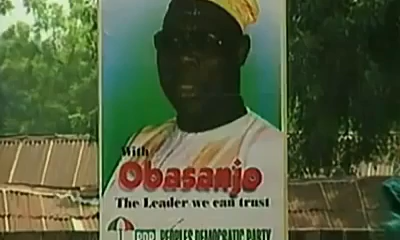 With
Obasanjo
The Leader we can trust
PDP PEOPLES DEMOCRATIC PARTY